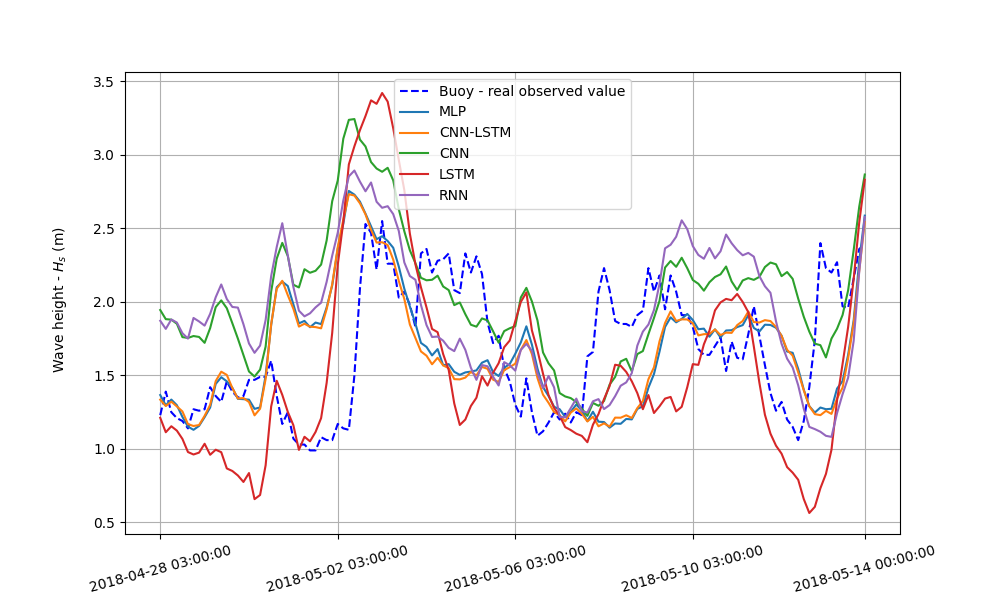 3.5
3.0
2.5
2.0
1.5
1.0
0.5
Wave height - Hₛ (m)
Buoy - real observed value
MLP
CNN-LSTM
CNN
LSTM
RNN
2018-04-28 03:00:00
2018-05-02 03:00:00
2018-05-06 03:00:00
2018-05-10 03:00:00
2018-05-14 00:00:00